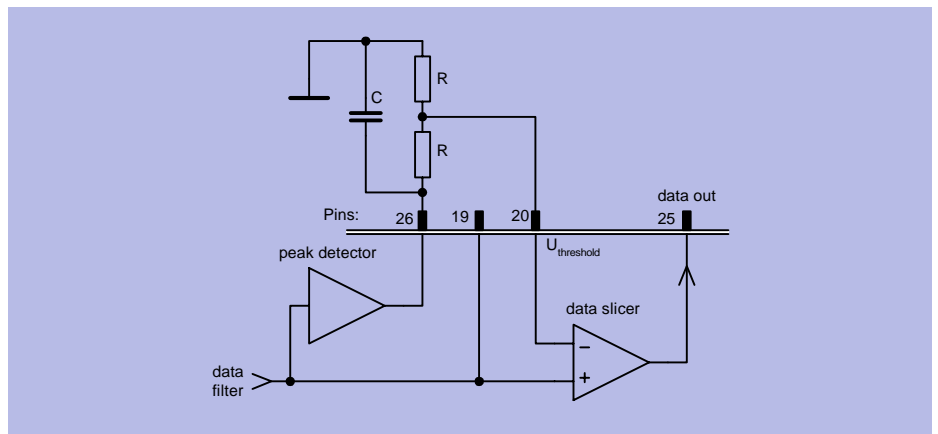 R
C
R
data out
Pins:
26
19
20
25
Uthreshold
peak detector
data slicer
−
+
data
filter